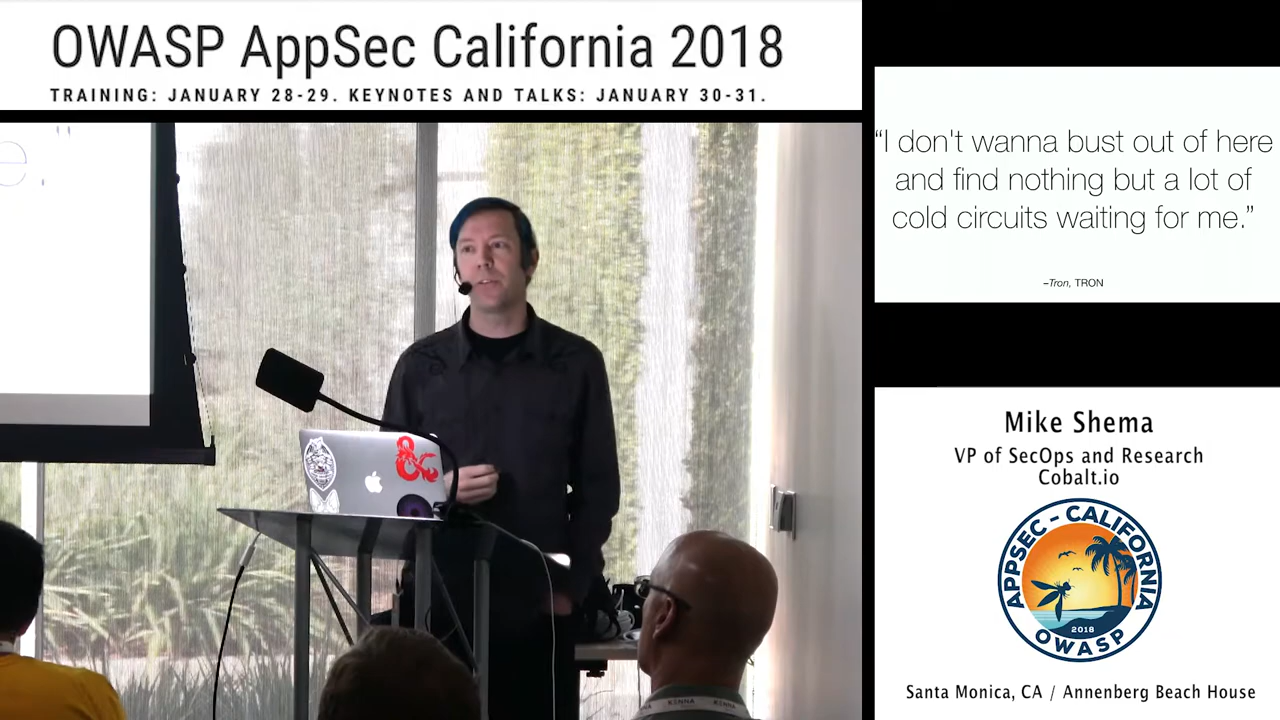 OWASP AppSec California 2018
TRAINING: JANUARY 28-29. KEYNOTES AND TALKS: JANUARY 30-31.
e."
“I don't wanna bust out of here
and find nothing but a lot of
cold circuits waiting for me.”
–Tron, TRON
Mike Shema
VP of SecOps and Research
Cobalt.io
APPSEC - CALIFORNIA
2018
OWASP
Santa Monica, CA / Annenberg Beach House
KENNA
KENNA